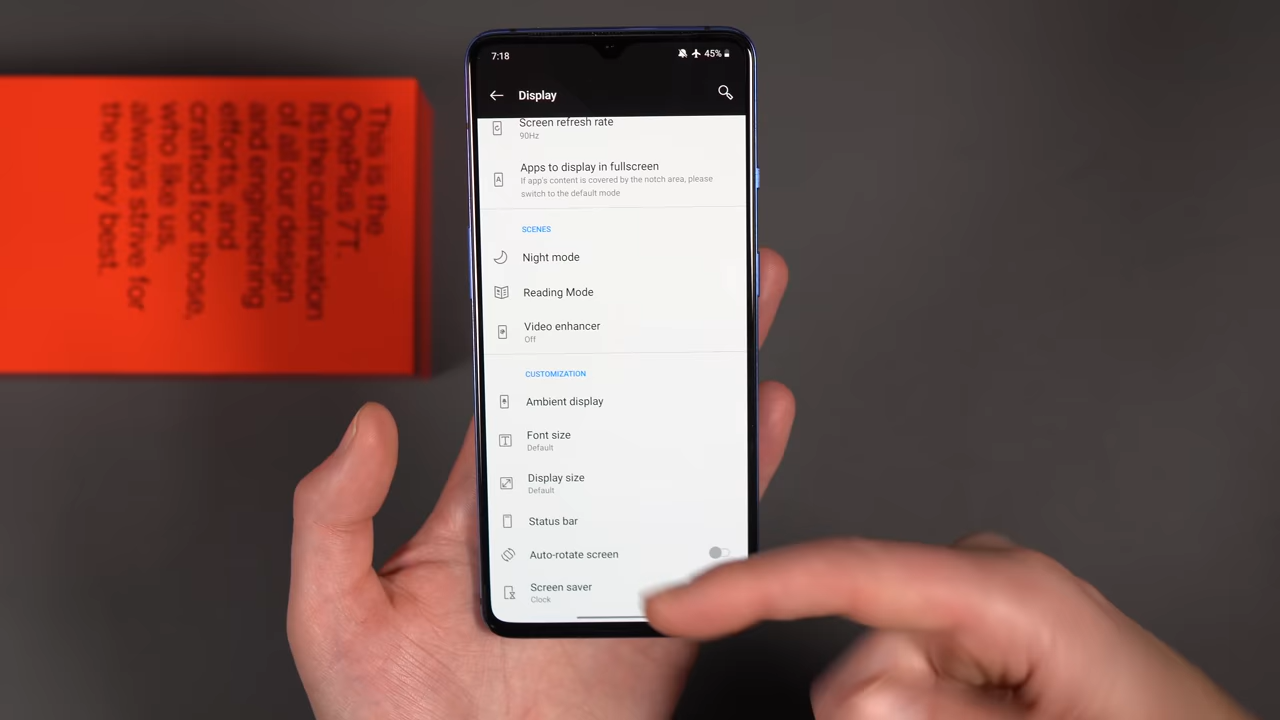 This is the
OnePlus 7T.
It's the culmination
of all our design
and engineering
efforts, and
crafted for those,
who like us,
always strive for
the very best.
7:18
45%
Display
Screen refresh rate
90Hz
Apps to display in fullscreen
If app's content is covered by the notch area, please
switch to the default mode
SCENES
Night mode
Reading Mode
Video enhancer
Off
CUSTOMIZATION
Ambient display
Font size
Default
Display size
Default
Status bar
Auto-rotate screen
Screen saver
Clock